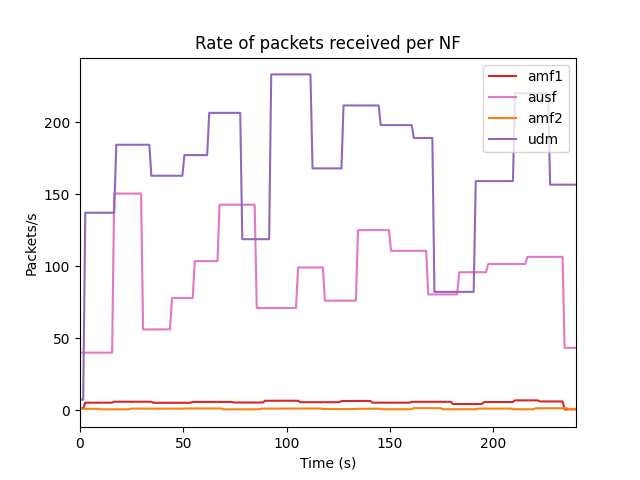 Rate of packets received per NF
amf1
ausf
amf2
udm
Packets/s
200
150
100
50
0
0 50 100 150 200
Time (s)